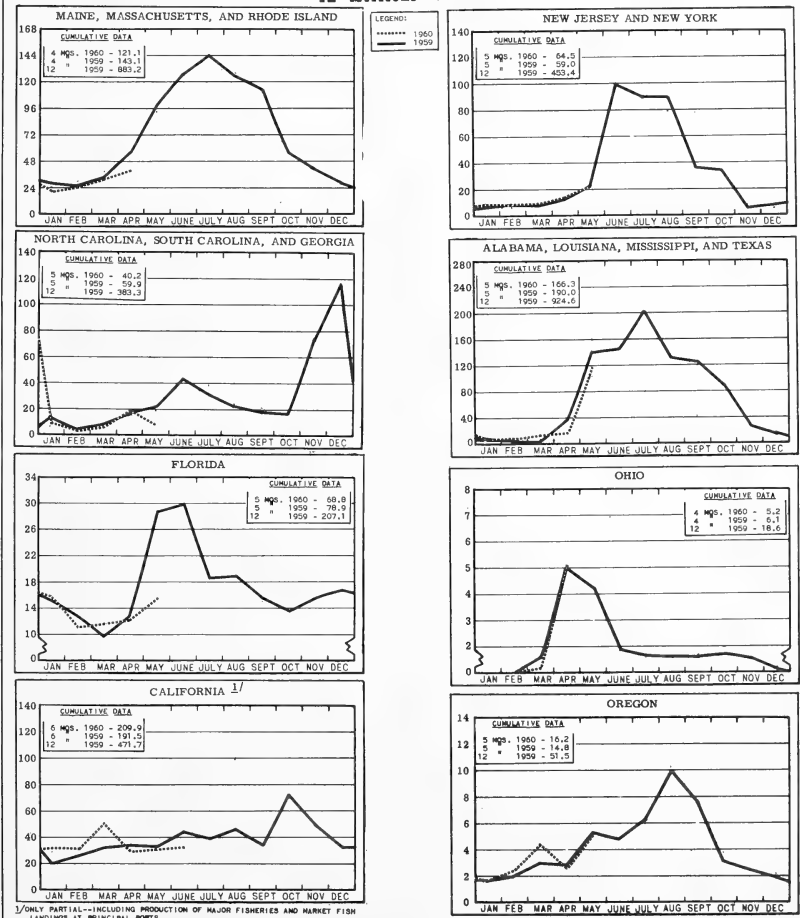 MAINE, MASSACHUSETTS, AND RHODE ISLAND
CUMULATIVE DATA
4 MOS. 1960 - 121.1
4 " 1959 - 143.1
12 " 1959 - 883.2
168
144
120
96
72
48
24
0
JAN FEB MAR APR MAY JUNE JULY AUG SEPT OCT NOV DEC
LEGEND:
1960
1959
NEW JERSEY AND NEW YORK
CUMULATIVE DATA
5 MOS. 1960 - 64.5
5 " 1959 - 59.0
12 " 1959 - 453.4
140
120
100
80
60
40
20
0
JAN FEB MAR APR MAY JUNE JULY AUG SEPT OCT NOV DEC
NORTH CAROLINA, SOUTH CAROLINA, AND GEORGIA
CUMULATIVE DATA
5 MOS. 1960 - 40.2
5 " 1959 - 59.9
12 " 1959 - 383.3
140
120
100
80
60
40
20
0
JAN FEB MAR APR MAY JUNE JULY AUG SEPT OCT NOV DEC
ALABAMA, LOUISIANA, MISSISSIPPI, AND TEXAS
CUMULATIVE DATA
5 MOS. 1960 - 166.3
5 " 1959 - 190.0
12 " 1959 - 924.6
280
240
200
160
120
80
40
0
JAN FEB MAR APR MAY JUNE JULY AUG SEPT OCT NOV DEC
FLORIDA
CUMULATIVE DATA
5 MOS. 1960 - 68.8
5 " 1959 - 78.9
12 " 1959 - 207.1
34
30
26
22
18
14
10
0
JAN FEB MAR APR MAY JUNE JULY AUG SEPT OCT NOV DEC
OHIO
CUMULATIVE DATA
4 MOS. 1960 - 5.2
4 " 1959 - 6.1
12 " 1959 - 18.6
8
7
6
5
4
3
2
0
JAN FEB MAR APR MAY JUNE JULY AUG SEPT OCT NOV DEC
CALIFORNIA 1/
CUMULATIVE DATA
6 MOS. 1960 - 209.9
6 " 1959 - 191.5
12 " 1959 - 471.7
140
120
100
80
60
40
20
0
JAN FEB MAR APR MAY JUNE JULY AUG SEPT OCT NOV DEC
1/ONLY PARTIAL--INCLUDING PRODUCTION OF MAJOR FISHERIES AND MARKET FISH
LANDINGS AT PRINCIPAL PORTS
OREGON
CUMULATIVE DATA
5 MOS. 1960 - 16.2
5 " 1959 - 14.8
12 " 1959 - 51.5
14
12
10
8
6
4
2
0
JAN FEB MAR APR MAY JUNE JULY AUG SEPT OCT NOV DEC